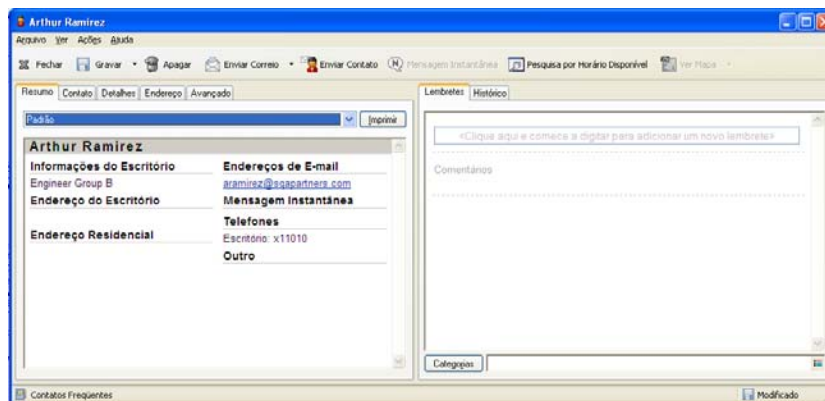 Arthur Ramirez
Arquivo Ver Ações Ajuda
Fechar Gravar Apagar Enviar Correio Enviar Contato Mensagem Instantânea Pesquisa por Horário Disponível Ver Mapa
Resumo Contato Detalhes Endereço Avançado
Padrão Imprimir
Arthur Ramirez
Informações do Escritório
Engineer Group B
Endereço do Escritório
Endereço Residencial
Endereços de E-mail
aramirez@sqapartners.com
Mensagem Instantânea
Telefones
Escritório: x11010
Outro
Lembretes Histórico
<Clique aqui e comece a digitar para adicionar um novo lembrete>
Comentários
Categorias
Contatos Freqüentes
Modificado